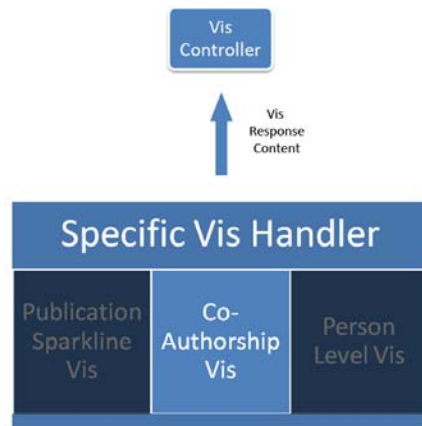 Vis
Controller
Vis
Response
Content
Specific Vis Handler
Publication
Sparkline
Vis
Co-
Authorship
Vis
Person
Level Vis